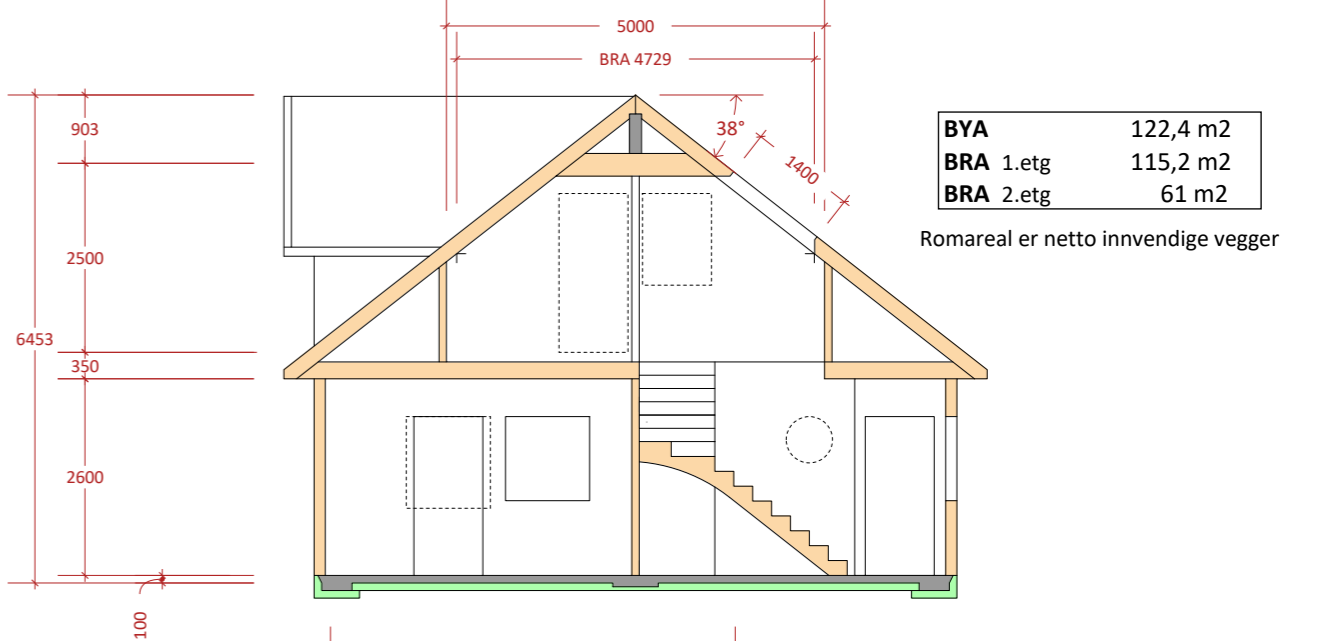 5000
BRA 4729
903
38°
1400
2500
6453
350
2600
100
BYA 122,4 m2
BRA 1.etg 115,2 m2
BRA 2.etg 61 m2
Romareal er netto innvendige vegger